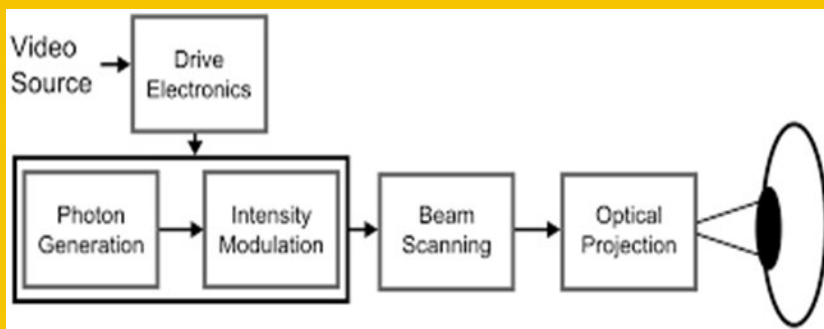 Video
Source
Drive
Electronics
Photon
Generation
Intensity
Modulation
Beam
Scanning
Optical
Projection